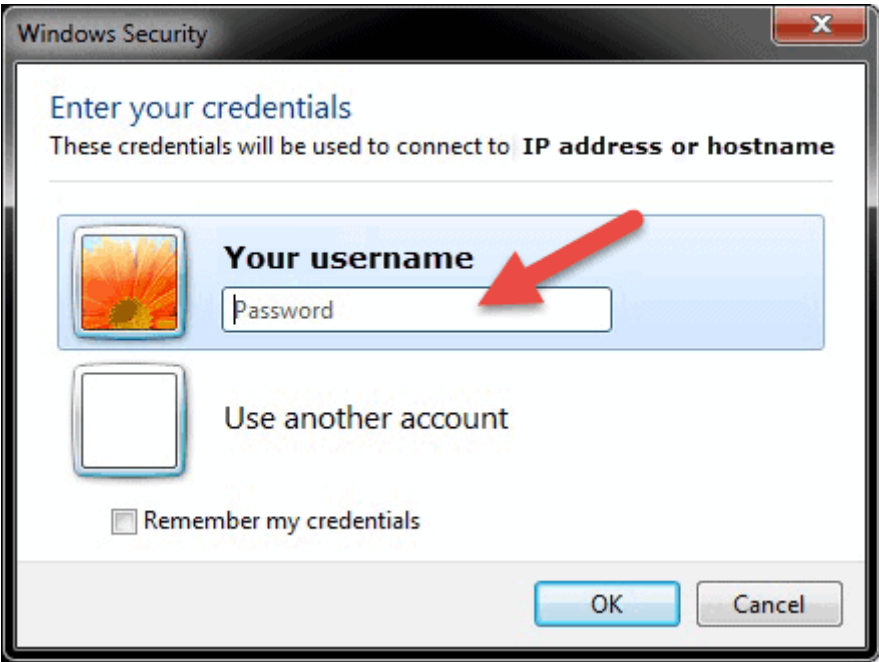 Windows Security
Enter your credentials
These credentials will be used to connect to IP address or hostname
Your username
Password
Use another account
Remember my credentials
OK Cancel